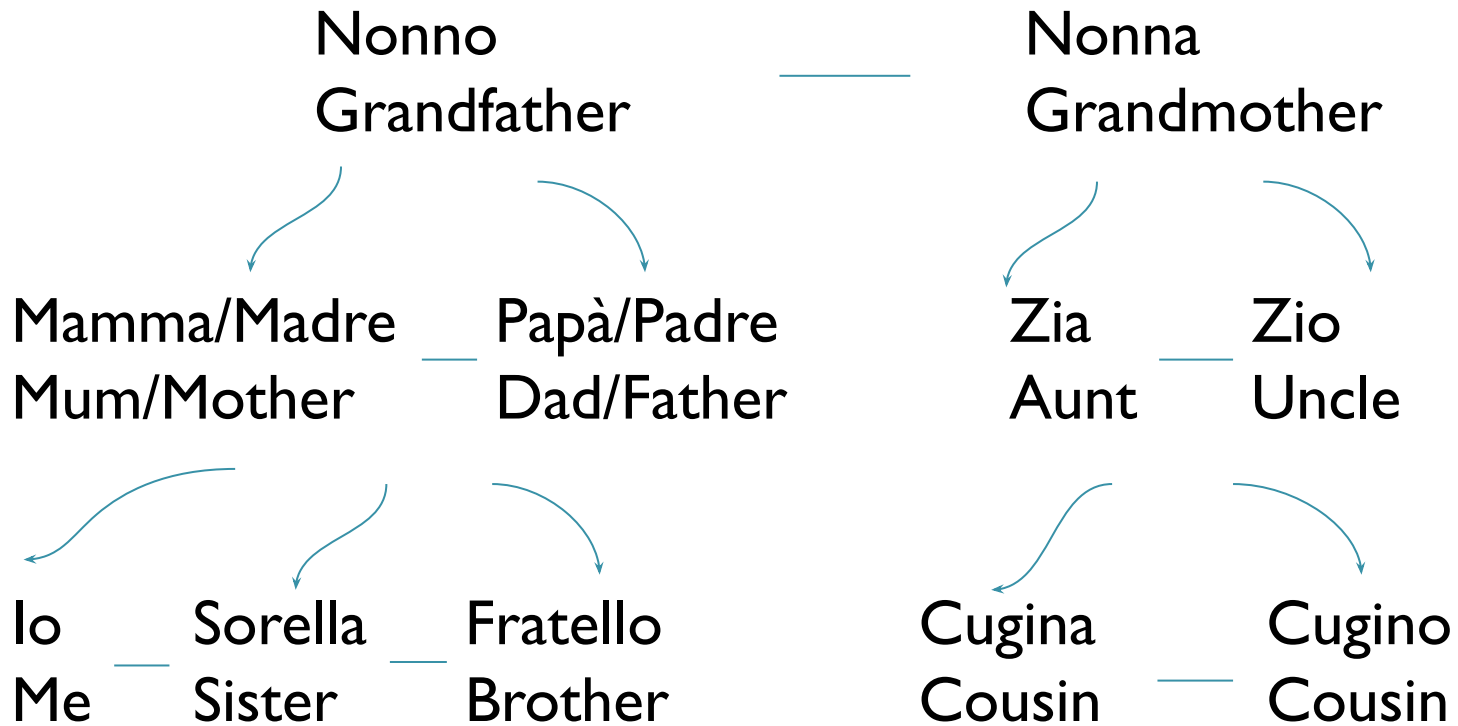 Nonno
Grandfather
Nonna
Grandmother
Mamma/Madre
Mum/Mother
Papà/Padre
Dad/Father
Zia
Aunt
Zio
Uncle
Io
Me
Sorella
Sister
Fratello
Brother
Cugina
Cousin
Cugino
Cousin